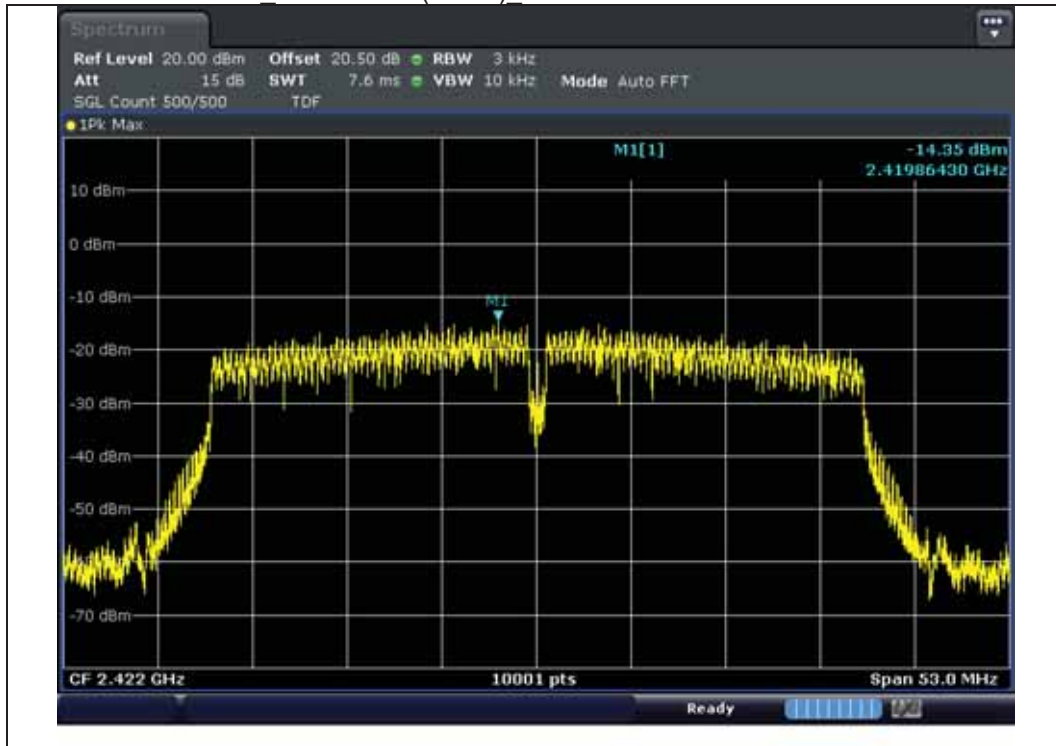 Spectrum
Ref Level 20.00 dBm Offset 20.50 dB RBW 3 kHz
Att 15 dB SWT 7.6 ms VBW 10 kHz Mode Auto FFT
SGL Count 500/500 TDF
1Pk Max
M1[1] -14.35 dBm
2.41986430 GHz
10 dBm
0 dBm
-10 dBm
M1
-20 dBm
-30 dBm
-40 dBm
-50 dBm
-70 dBm
CF 2.422 GHz 10001 pts Span 53.0 MHz
Ready